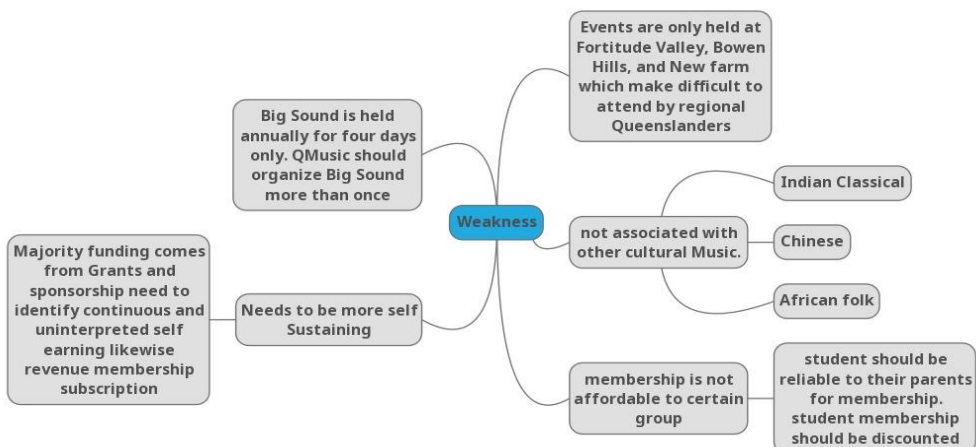 Events are only held at
Fortitude Valley, Bowen
Hills, and New farm
which make difficult to
attend by regional
Queenslanders
Big Sound is held
annually for four days
only. QMusic should
organize Big Sound
more than once
Weakness
not associated with
other cultural Music.
Indian Classical
Chinese
African folk
Majority funding comes
from Grants and
sponsorship need to
identify continuous and
uninterpreted self
earning likewise
revenue membership
subscription
Needs to be more self
Sustaining
membership is not
affordable to certain
group
student should be
reliable to their parents
for membership.
student membership
should be discounted